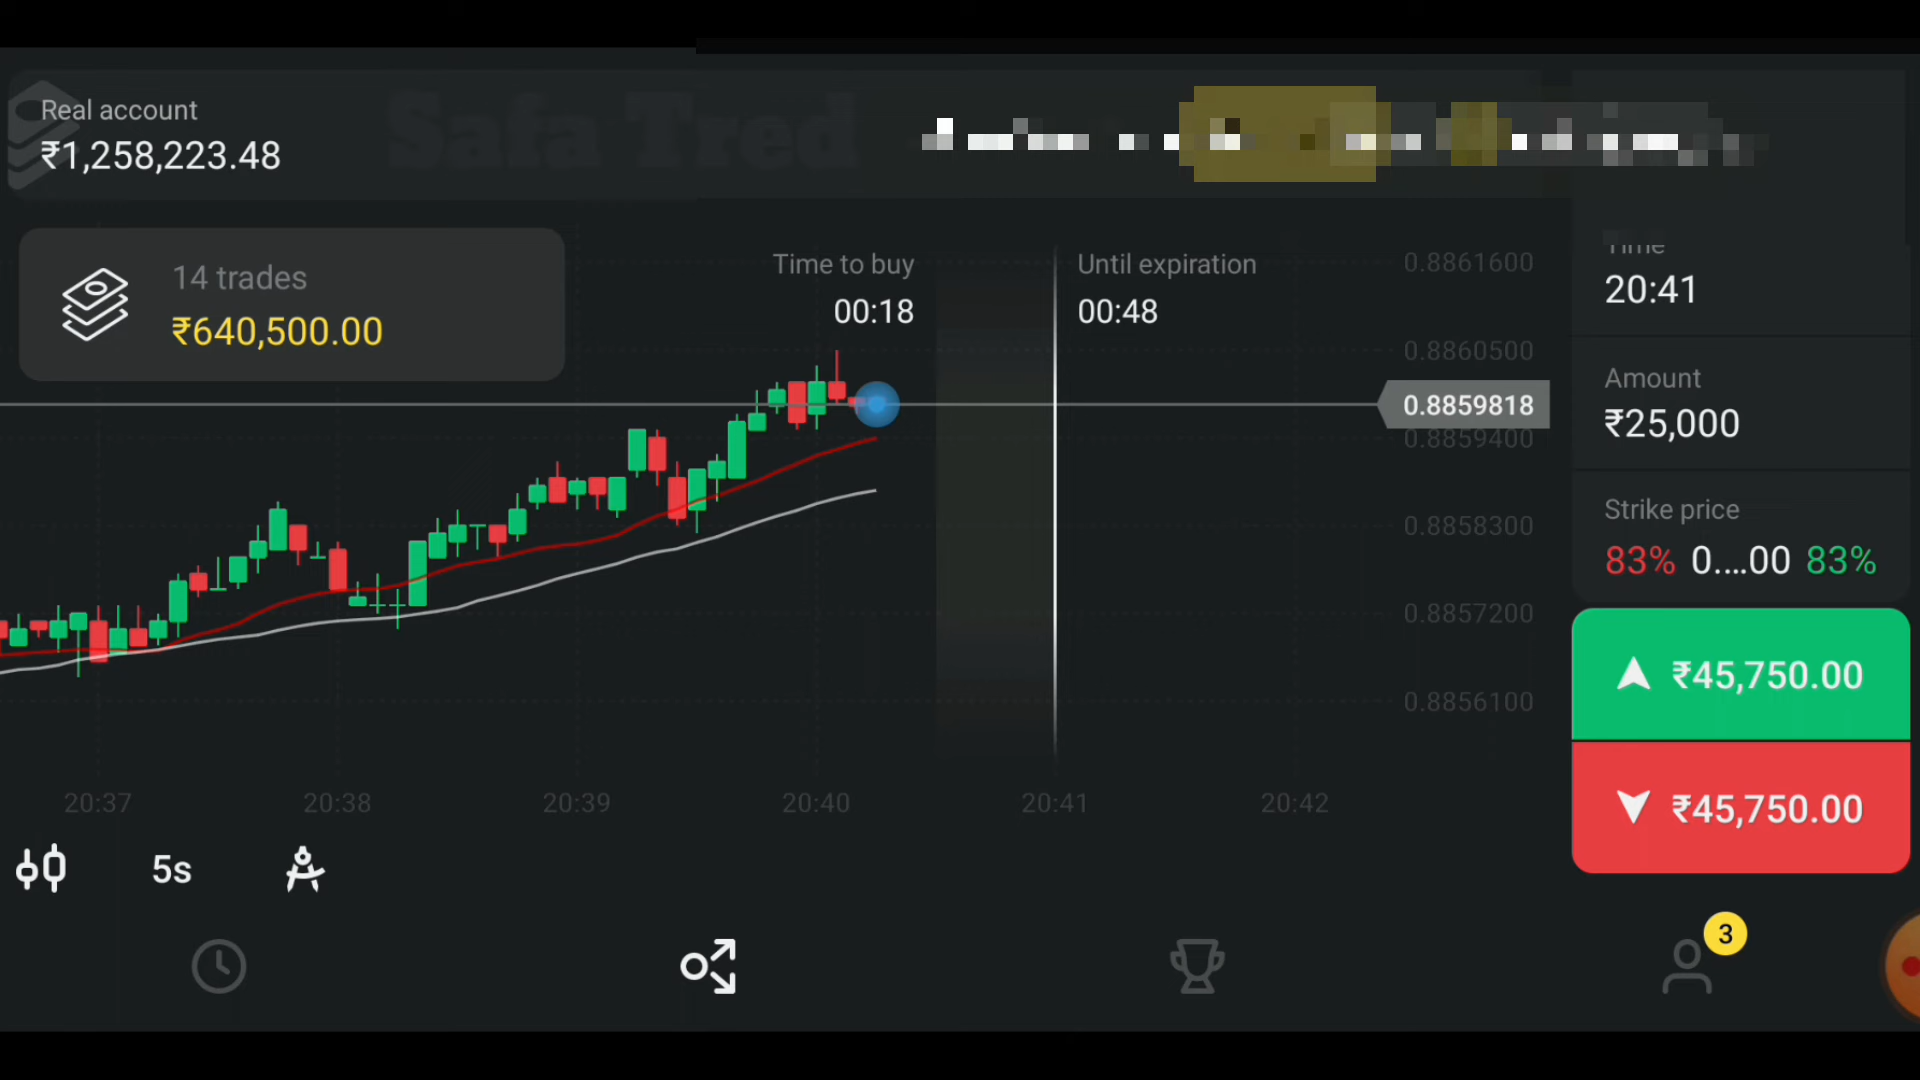 Safa Tred
Real account
₹1,258,223.48
14 trades
₹640,500.00
Time to buy
00:18
Until expiration
00:48
0.8861600
0.8860500
0.8859818
0.8859400
0.8858300
0.8857200
0.8856100
Time
20:41
Amount
₹25,000
Strike price
83% 0....00 83%
₹45,750.00
₹45,750.00
20:37 20:38 20:39 20:40 20:41 20:42
5s
3